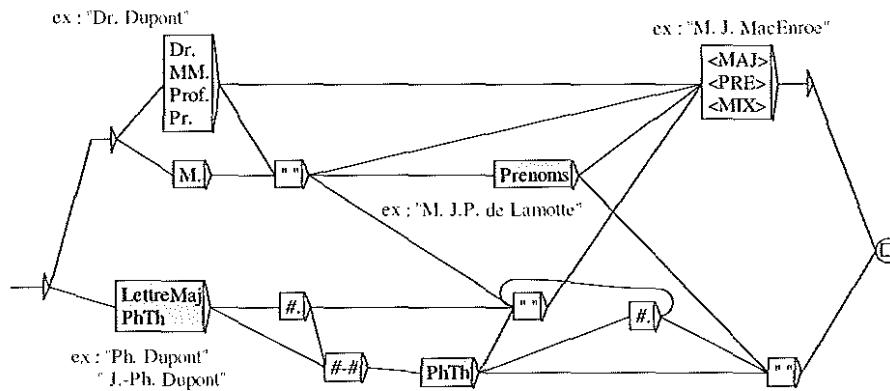 ex : "Dr. Dupont"
ex : "M. J. MacEnroe"
Dr.
MM.
Prof.
Pr.
<MAJ>
<PRE>
<MIX>
M.
" "
Prenoms
ex : "M. J.P. de Lamotte"
LettreMaj
PhTh
#.
" "
#.
#-#
PhTh
" "
ex : "Ph. Dupont"
" J.-Ph. Dupont"